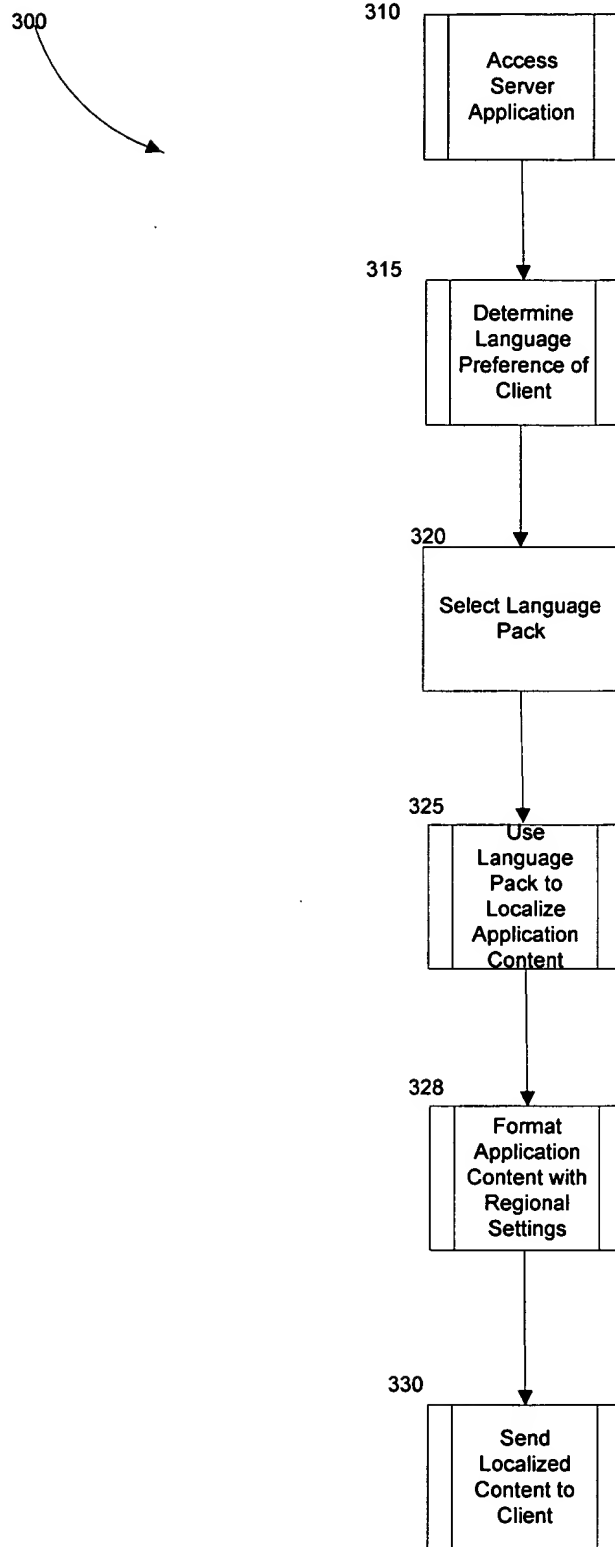 300
310
Access
Server
Application
315
Determine
Language
Preference of
Client
320
Select Language
Pack
325
Use
Language
Pack to
Localize
Application
Content
328
Format
Application
Content with
Regional
Settings
330
Send
Localized
Content to
Client